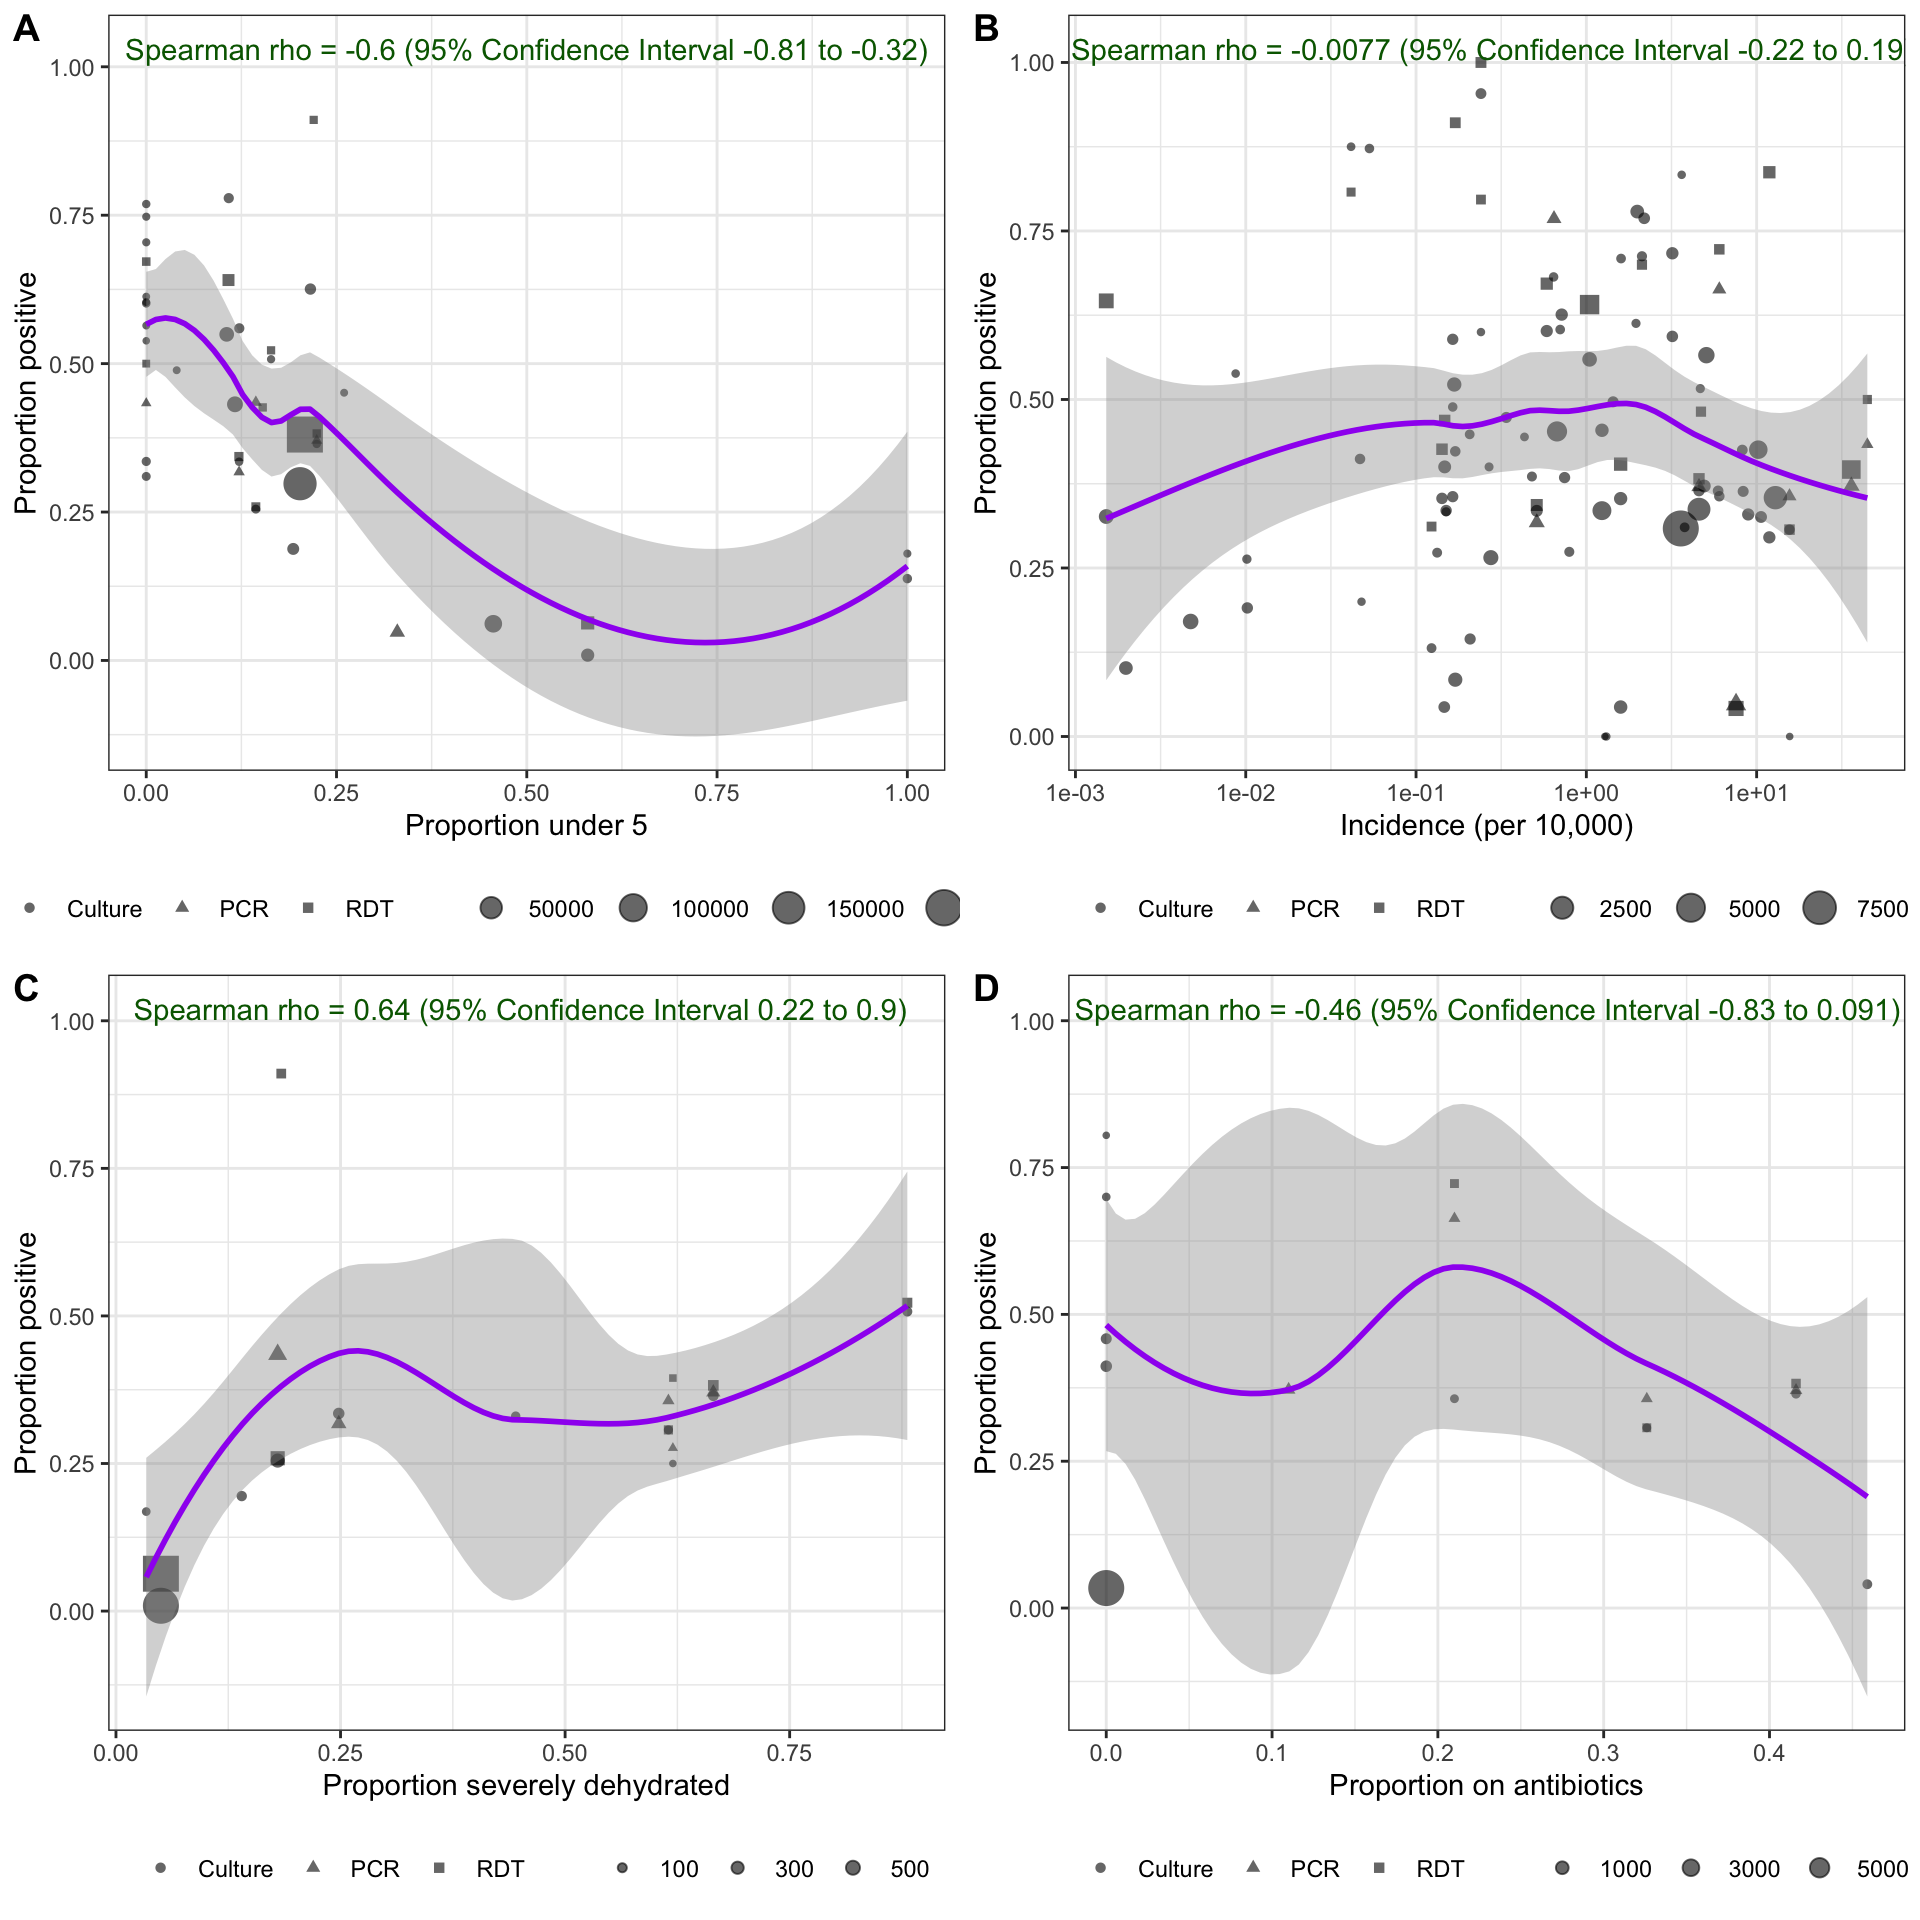 A
Spearman rho = -0.6 (95% Confidence Interval -0.81 to -0.32)
1.00
0.75
0.50
0.25
0.00
Proportion positive
0.00 0.25 0.50 0.75 1.00
Proportion under 5
Culture PCR RDT 50000 100000 150000
B
Spearman rho = -0.0077 (95% Confidence Interval -0.22 to 0.19
1.00
0.75
0.50
0.25
0.00
Proportion positive
1e-03 1e-02 1e-01 1e+00 1e+01
Incidence (per 10,000)
Culture PCR RDT 2500 5000 7500
C
Spearman rho = 0.64 (95% Confidence Interval 0.22 to 0.9)
1.00
0.75
0.50
0.25
0.00
Proportion positive
0.00 0.25 0.50 0.75
Proportion severely dehydrated
Culture PCR RDT 100 300 500
D
Spearman rho = -0.46 (95% Confidence Interval -0.83 to 0.091)
1.00
0.75
0.50
0.25
0.00
Proportion positive
0.0 0.1 0.2 0.3 0.4
Proportion on antibiotics
Culture PCR RDT 1000 3000 5000